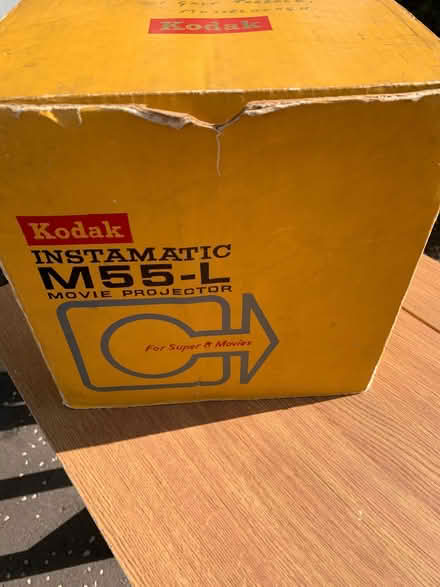 Kodak
Kodak
INSTAMATIC
M55-L
MOVIE PROJECTOR
For Super 8 Movies